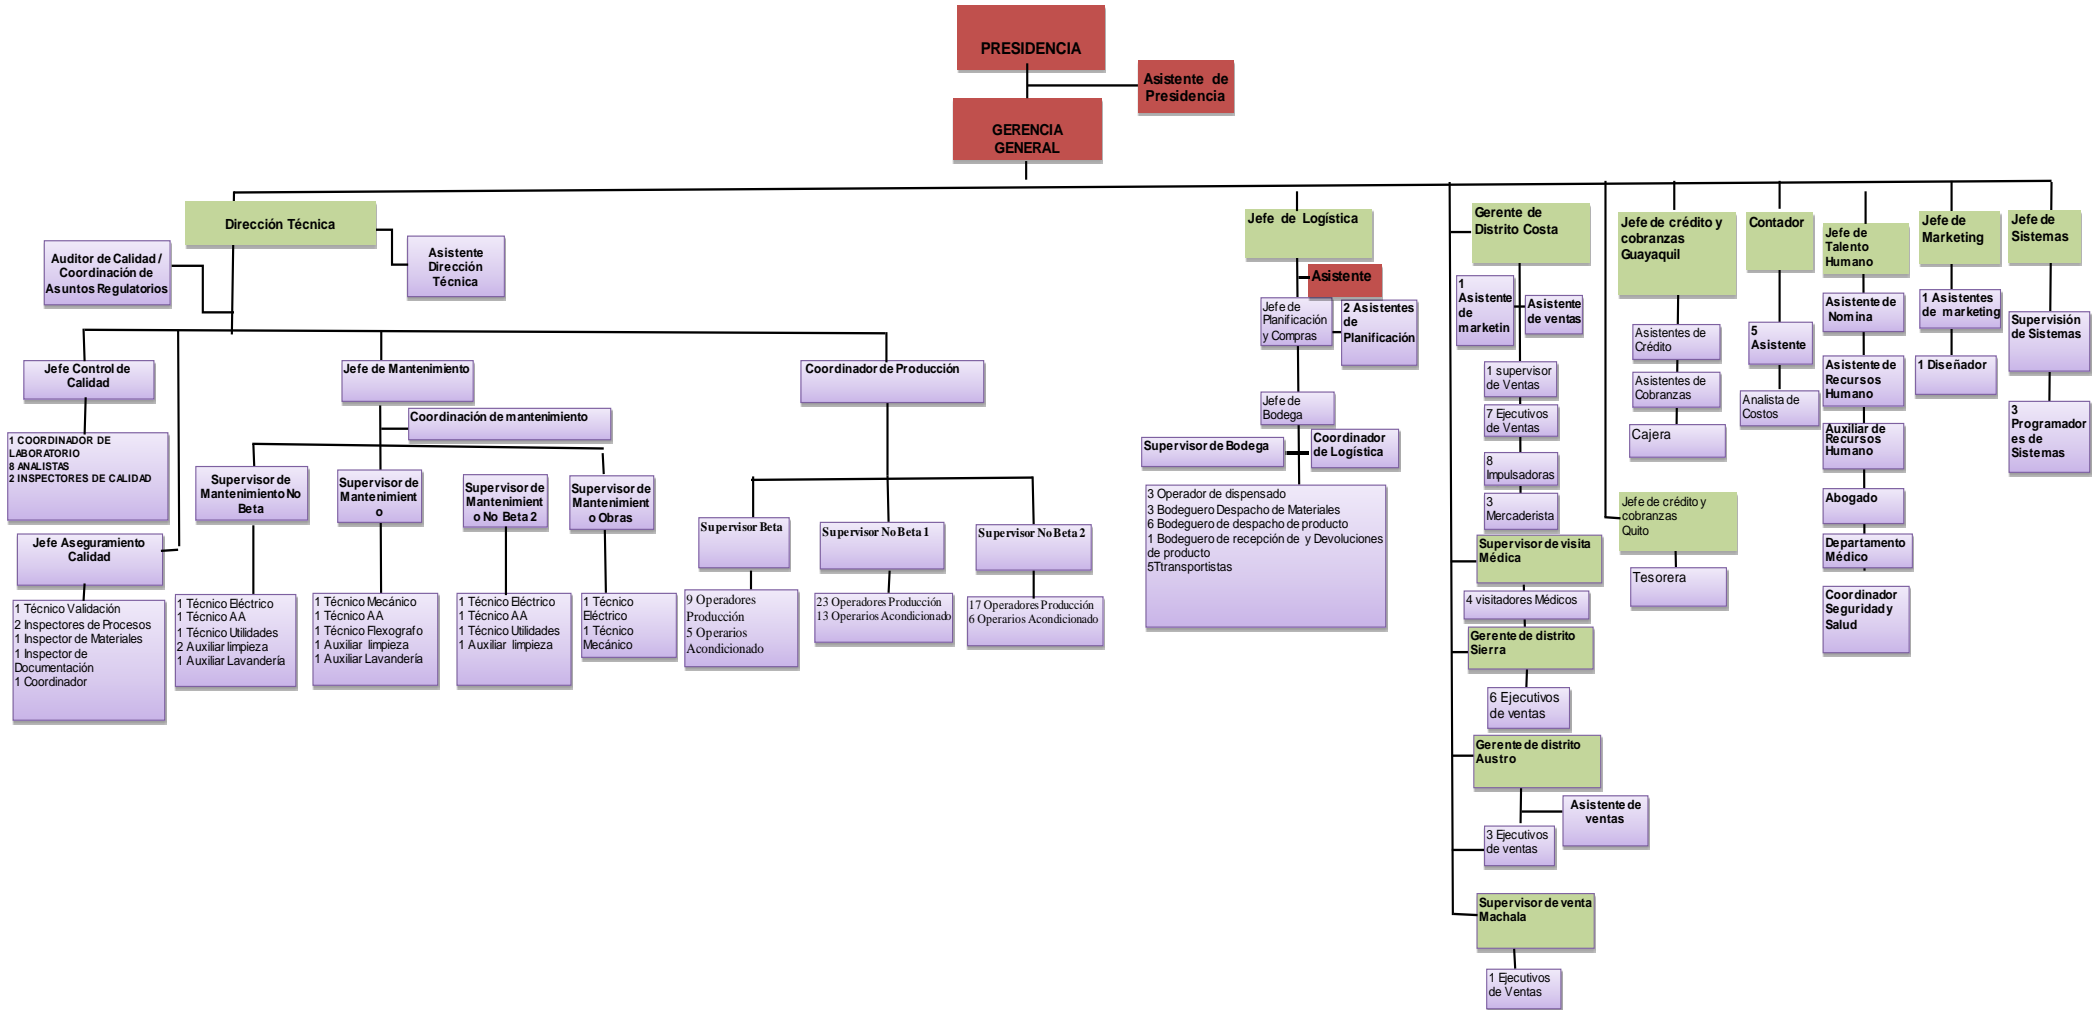 PRESIDENCIA
Asistente de
Presidencia
GERENCIA
GENERAL
Dirección Técnica
Auditor de Calidad /
Coordinación de
Asuntos Regulatorios
Asistente
Dirección
Técnica
Jefe Control de
Calidad
1 COORDINADOR DE
LABORATORIO
8 ANALISTAS
2 INSPECTORES DE CALIDAD
Jefe Aseguramiento
Calidad
1 Técnico Validación
2 Inspectores de Procesos
1 Inspector de Materiales
1 Inspector de
Documentación
1 Coordinador
Jefe de Mantenimiento
Coordinación de mantenimiento
Supervisor de
Mantenimiento No
Beta
1 Técnico Eléctrico
1 Técnico AA
1 Técnico Utilidades
2 Auxiliar limpieza
1 Auxiliar Lavandería
Supervisor de
Mantenimient
o
1 Técnico Mecánico
1 Técnico AA
1 Técnico Flexografo
1 Auxiliar limpieza
1 Auxiliar Lavandería
Supervisor de
Mantenimient
o No Beta 2
1 Técnico Eléctrico
1 Técnico AA
1 Técnico Utilidades
1 Auxiliar limpieza
Supervisor de
Mantenimient
o Obras
1 Técnico
Eléctrico
1 Técnico
Mecánico
Coordinador de Producción
Supervisor Beta
9 Operadores
Producción
5 Operarios
Acondicionado
Supervisor No Beta 1
23 Operadores Producción
13 Operarios Acondicionado
Supervisor No Beta 2
17 Operadores Producción
6 Operarios Acondicionado
Jefe de Logística
Asistente
Jefe de
Planificación
y Compras
2 Asistentes
de
Planificación
Jefe de
Bodega
Supervisor de Bodega
Coordinador
de Logística
3 Operador de dispensado
3 Bodeguero Despacho de Materiales
6 Bodeguero de despacho de producto
1 Bodeguero de recepción de y Devoluciones
de producto
5Ttransportistas
Gerente de
Distrito Costa
1
Asistente
de
marketin
Asistente
de ventas
1 supervisor
de Ventas
7 Ejecutivos
de Ventas
8
Impulsadoras
3
Mercaderista
Supervisor de visita
Médica
4 visitadores Médicos
Gerente de distrito
Sierra
6 Ejecutivos
de ventas
Gerente de distrito
Austro
Asistente de
ventas
3 Ejecutivos
de ventas
Supervisor de venta
Machala
1 Ejecutivos
de Ventas
Jefe de crédito y
cobranzas
Guayaquil
Asistentes de
Crédito
Asistentes de
Cobranzas
Cajera
Jefe de crédito y
cobranzas
Quito
Tesorera
Contador
5
Asistente
Analista de
Costos
Jefe de
Talento
Humano
Asistente de
Nomina
Asistente de
Recursos
Humano
Auxiliar de
Recursos
Humano
Abogado
Departamento
Médico
Coordinador
Seguridad y
Salud
Jefe de
Marketing
1 Asistentes
de marketing
1 Diseñador
Jefe de
Sistemas
Supervisión
de Sistemas
3
Programador
es de
Sistemas